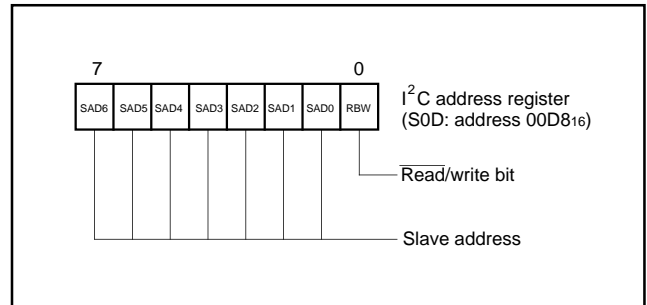 7 0
SAD6 SAD5 SAD4 SAD3 SAD2 SAD1 SAD0 RBW
I²C address register
(S0D: address 00D8₁₆)
Read/write bit
Slave address